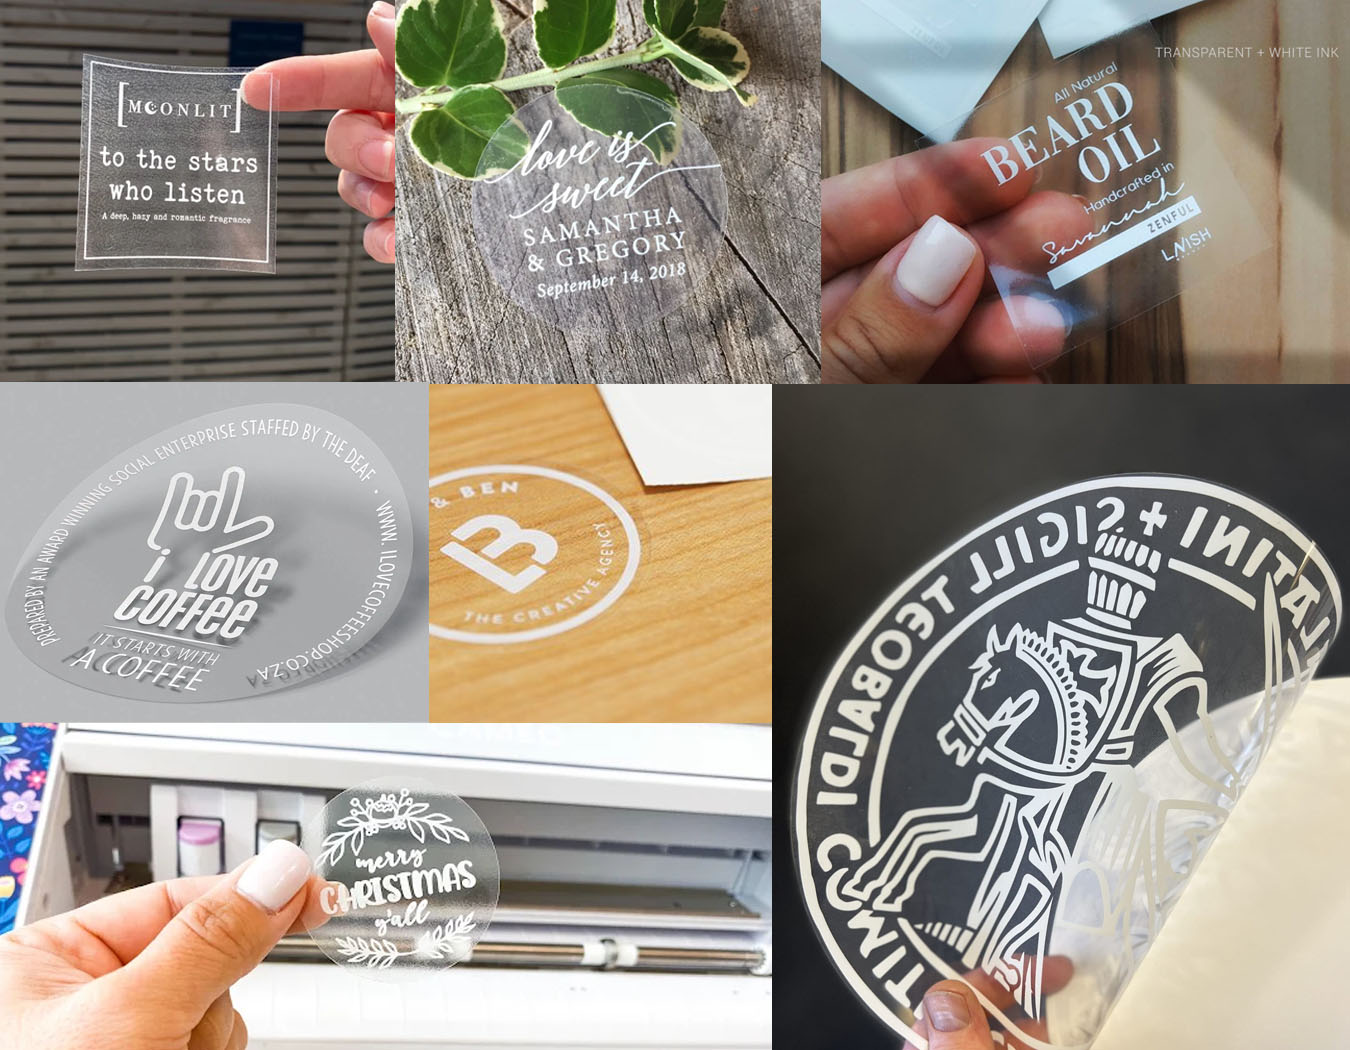 [MOONLIT]
to the stars
who listen
A deep, hazy and romantic fragrance
love is
sweet
SAMANTHA
& GREGORY
September 14, 2018
TRANSPARENT + WHITE INK
All Natural
BEARD
OIL
Handcrafted in
Savannah
ZENFUL
LAVISH
PREPARED BY AN AWARD WINNING SOCIAL ENTERPRISE STAFFED BY THE DEAF • WWW. ILOVECOFFEESHOP.CO.ZA
i LOVE
COFFEE
IT STARTS WITH
A COFFEE
& BEN
B
THE CREATIVE AGENCY
TINI + SIGILL TEOBALDI COMIT
merry
CHRISTMAS
y'all